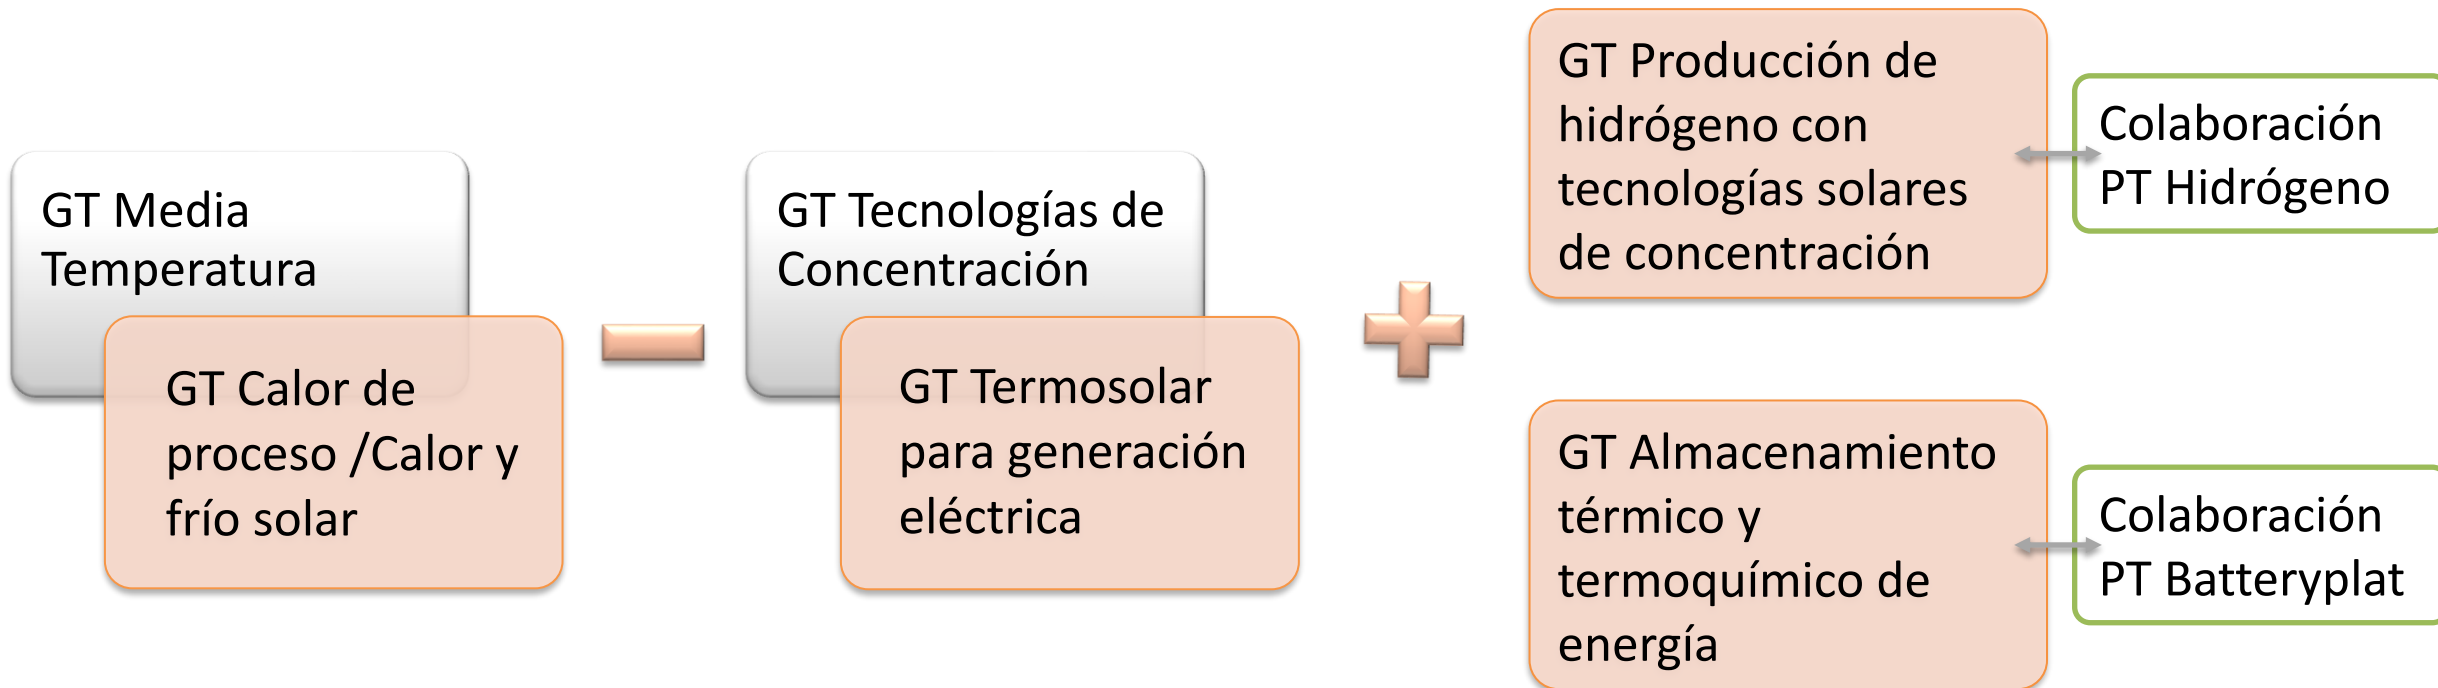 GT Media
Temperatura
GT Calor de
proceso /Calor y
frío solar
GT Tecnologías de
Concentración
GT Termosolar
para generación
eléctrica
GT Producción de
hidrógeno con
tecnologías solares
de concentración
Colaboración
PT Hidrógeno
GT Almacenamiento
térmico y
termoquímico de
energía
Colaboración
PT Batteryplat